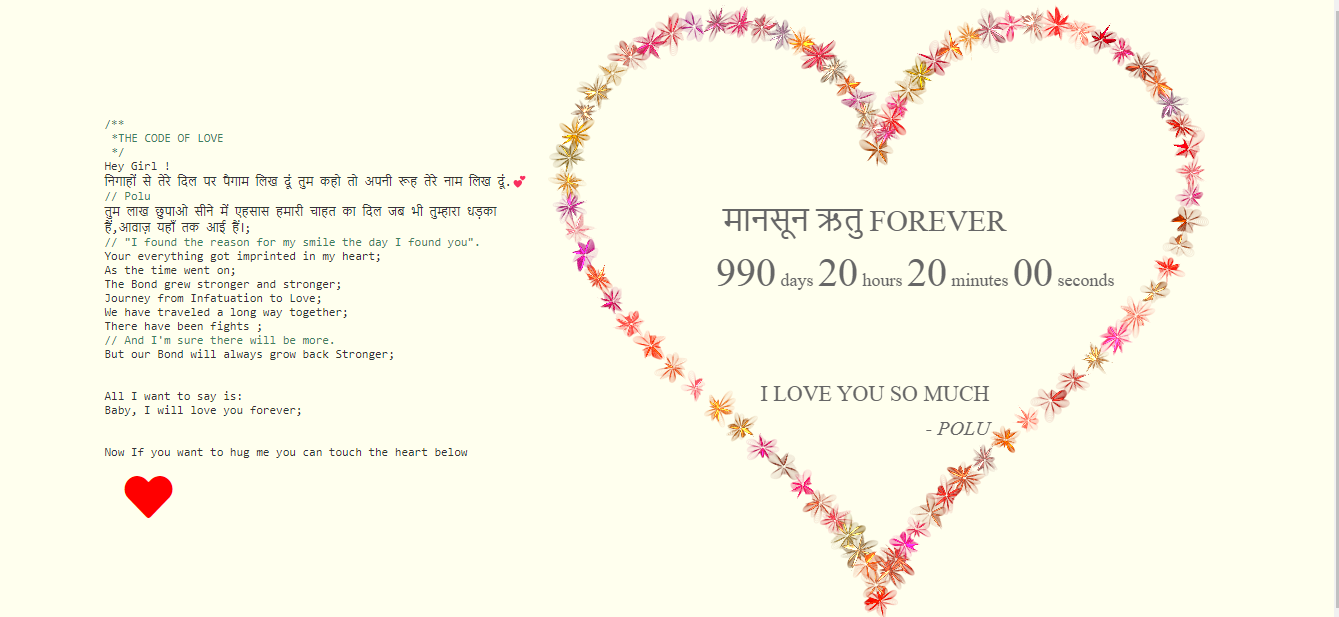 /**
*THE CODE OF LOVE
*/
Hey Girl !
निगाहों से तेरे दिल पर पैगाम लिख दूं तुम कहो तो अपनी रूह तेरे नाम लिख दूं.💕
// Polu
तुम लाख छुपाओ सीने में एहसास हमारी चाहत का दिल जब भी तुम्हारा धड़का
हैं,आवाज़ यहाँ तक आई हैं।;
// "I found the reason for my smile the day I found you".
Your everything got imprinted in my heart;
As the time went on;
The Bond grew stronger and stronger;
Journey from Infatuation to Love;
We have traveled a long way together;
There have been fights ;
// And I'm sure there will be more.
But our Bond will always grow back Stronger;
All I want to say is:
Baby, I will love you forever;
Now If you want to hug me you can touch the heart below
मानसून ऋतु FOREVER
990 days 20 hours 20 minutes 00 seconds
I LOVE YOU SO MUCH
- POLU